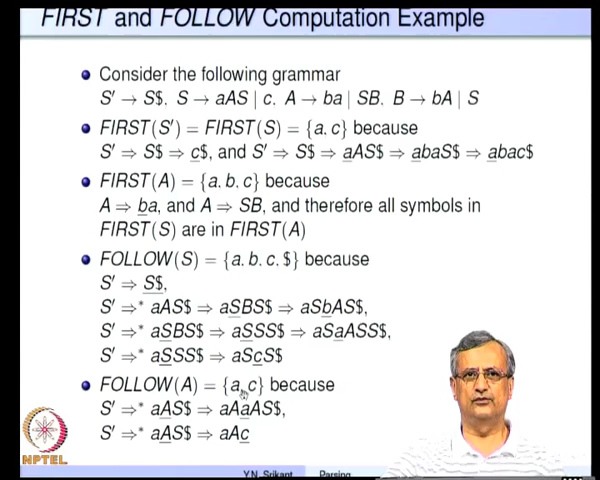 FIRST and FOLLOW Computation Example
Consider the following grammar
S′ → S$, S → aAS | c, A → ba | SB, B → bA | S
FIRST(S′) = FIRST(S) = {a, c} because
S′ ⇒ S$ ⇒ c$, and S′ ⇒ S$ ⇒ aAS$ ⇒ abaS$ ⇒ abac$
FIRST(A) = {a, b, c} because
A ⇒ ba, and A ⇒ SB, and therefore all symbols in
FIRST(S) are in FIRST(A)
FOLLOW(S) = {a, b, c, $} because
S′ ⇒ S$,
S′ ⇒* aAS$ ⇒ aSBS$ ⇒ aSbAS$,
S′ ⇒* aSBS$ ⇒ aSSS$ ⇒ aSaASS$,
S′ ⇒* aSSS$ ⇒ aScS$
FOLLOW(A) = {a, c} because
S′ ⇒* aAS$ ⇒ aAaAS$,
S′ ⇒* aAS$ ⇒ aAc
NPTEL
Y.N. Srikant Parsing